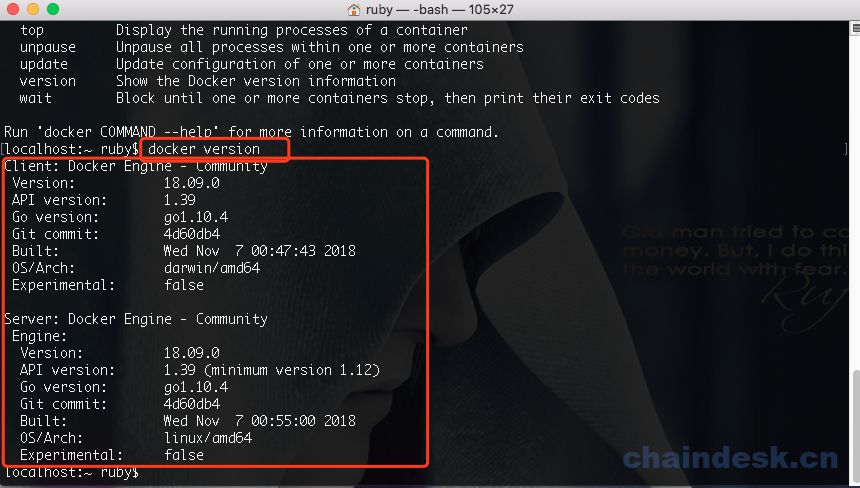 ruby — -bash — 105×27
top Display the running processes of a container
unpause Unpause all processes within one or more containers
update Update configuration of one or more containers
version Show the Docker version information
wait Block until one or more containers stop, then print their exit codes
Run 'docker COMMAND --help' for more information on a command.
[localhost:~ ruby$ docker version ]
Client: Docker Engine - Community
Version: 18.09.0
API version: 1.39
Go version: go1.10.4
Git commit: 4d60db4
Built: Wed Nov 7 00:47:43 2018
OS/Arch: darwin/amd64
Experimental: false
Server: Docker Engine - Community
Engine:
Version: 18.09.0
API version: 1.39 (minimum version 1.12)
Go version: go1.10.4
Git commit: 4d60db4
Built: Wed Nov 7 00:55:00 2018
OS/Arch: linux/amd64
Experimental: false
localhost:~ ruby$
Old man tried to
money. But, I do
the world with fear.
chaindesk.cn